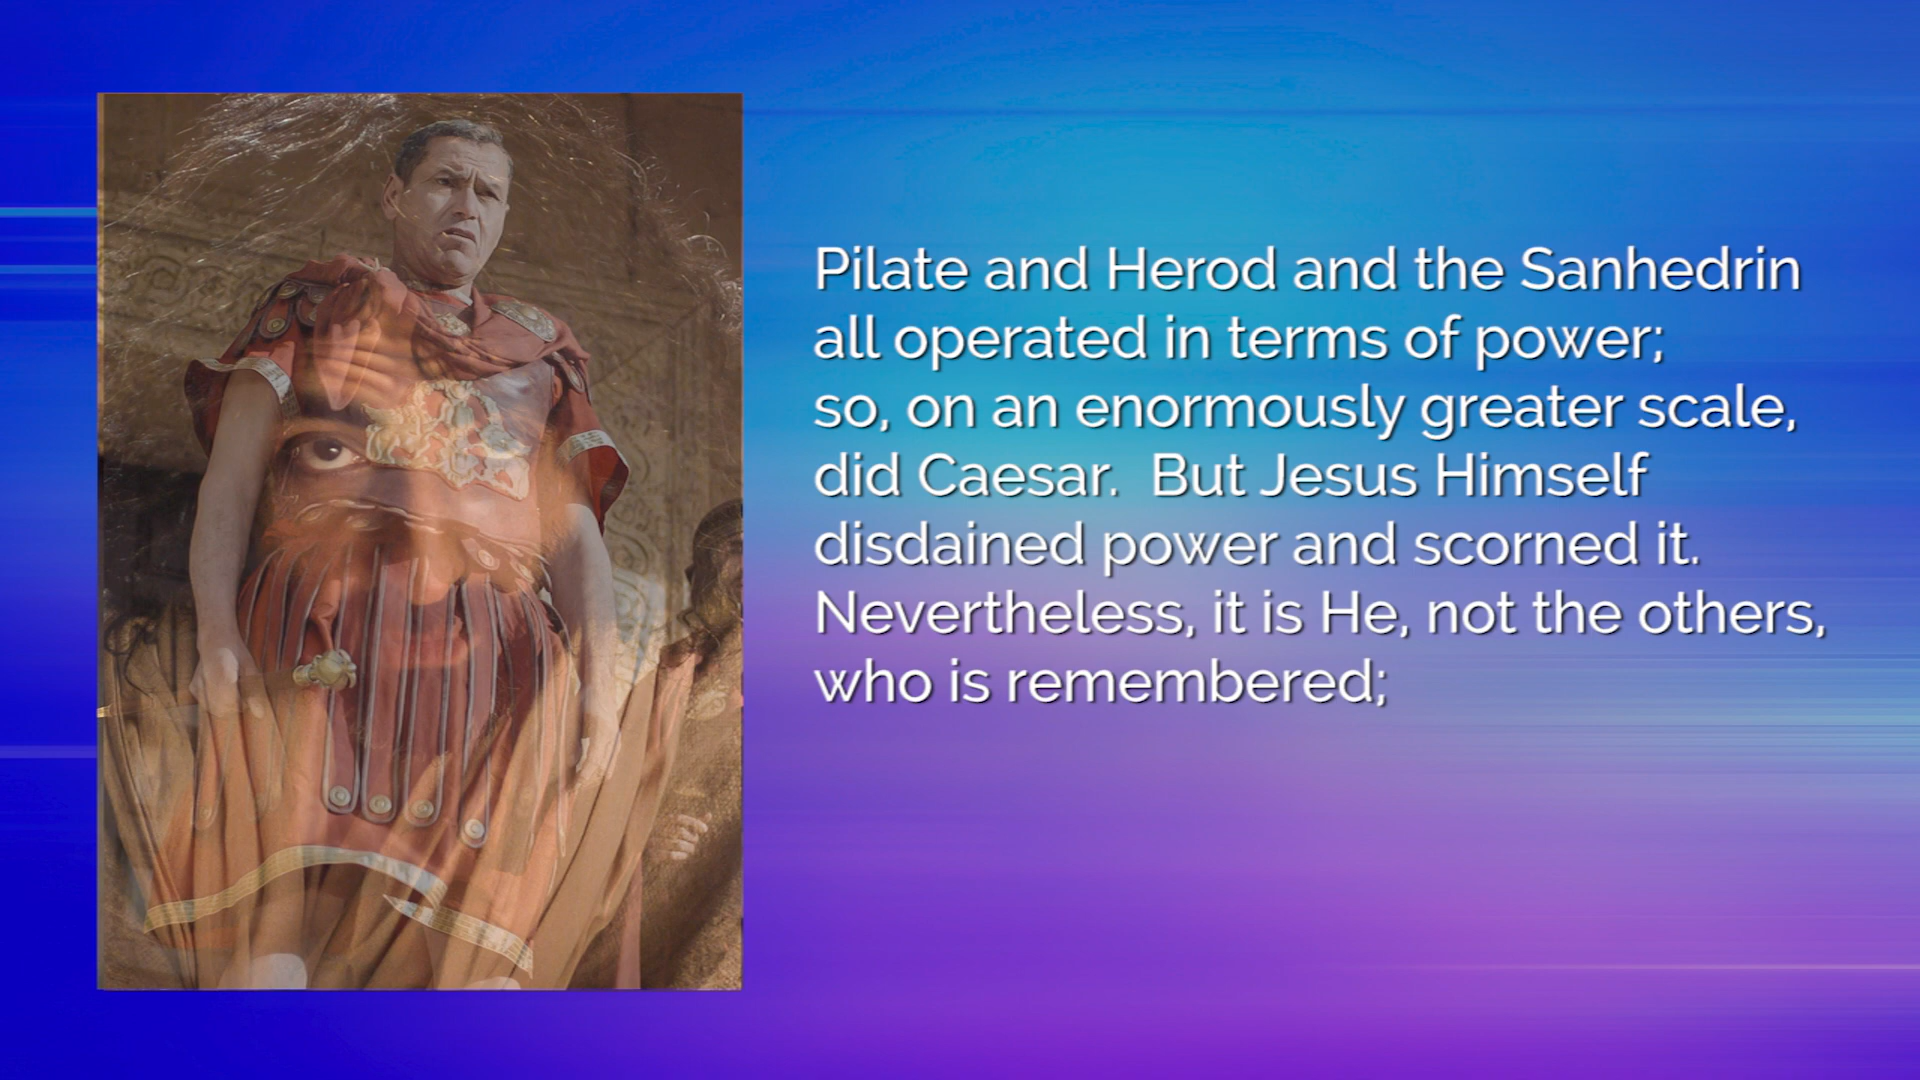 Pilate and Herod and the Sanhedrin
all operated in terms of power;
so, on an enormously greater scale,
did Caesar.  But Jesus Himself
disdained power and scorned it.
Nevertheless, it is He, not the others,
who is remembered;